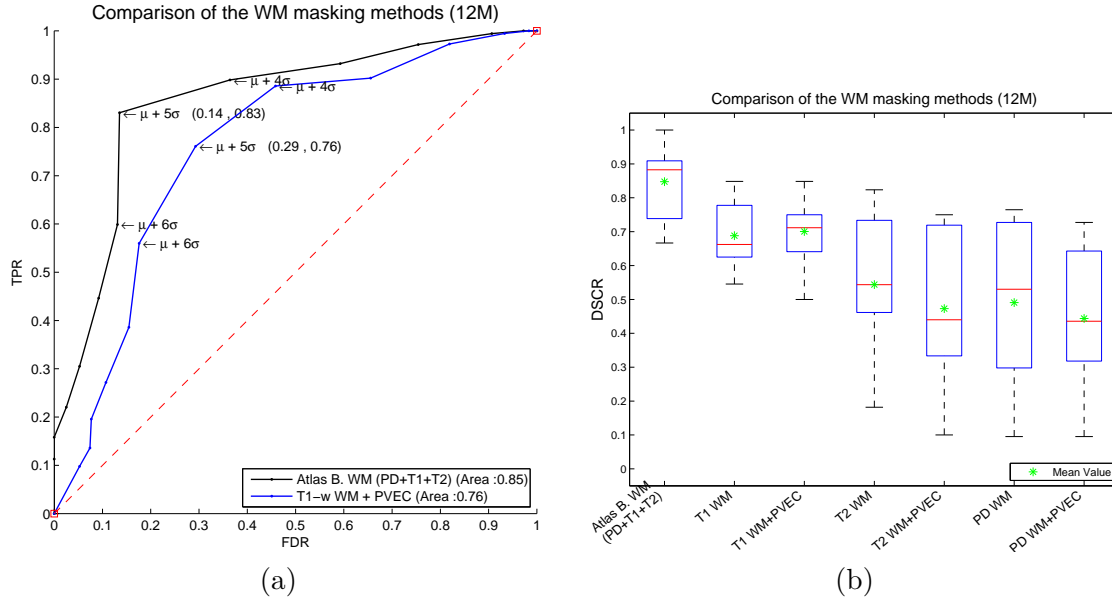 Comparison of the WM masking methods (12M)
TPR
1
0.9
0.8
0.7
0.6
0.5
0.4
0.3
0.2
0.1
0
← μ + 4σ
← μ + 4σ
← μ + 5σ (0.14 , 0.83)
← μ + 5σ (0.29 , 0.76)
← μ + 6σ
← μ + 6σ
Atlas B. WM (PD+T1+T2) (Area :0.85)
T1−w WM + PVEC (Area :0.76)
0 0.1 0.2 0.3 0.4 0.5 0.6 0.7 0.8 0.9 1
FDR
(a)
Comparison of the WM masking methods (12M)
DSCR
1
0.9
0.8
0.7
0.6
0.5
0.4
0.3
0.2
0.1
0
Mean Value
Atlas B. WM
(PD+T1+T2)
T1 WM
T1 WM+PVEC
T2 WM
T2 WM+PVEC
PD WM
PD WM+PVEC
(b)